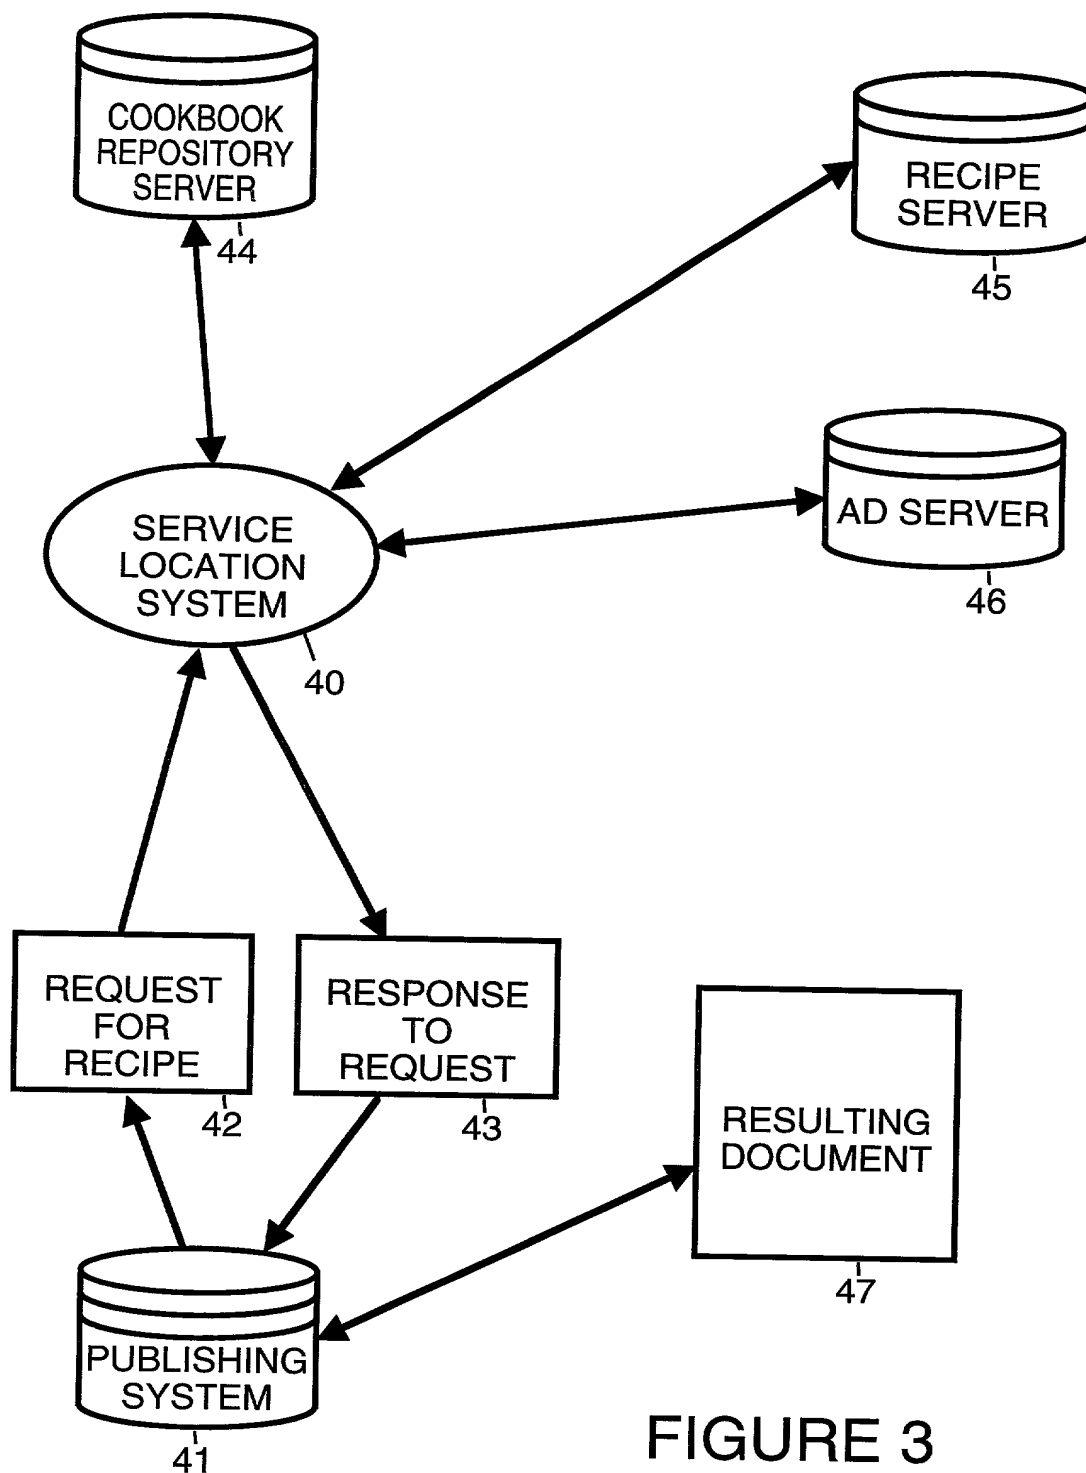 COOKBOOK
REPOSITORY
SERVER
44
RECIPE
SERVER
45
AD SERVER
46
SERVICE
LOCATION
SYSTEM
40
REQUEST
FOR
RECIPE
42
RESPONSE
TO
REQUEST
43
RESULTING
DOCUMENT
47
PUBLISHING
SYSTEM
41
FIGURE 3